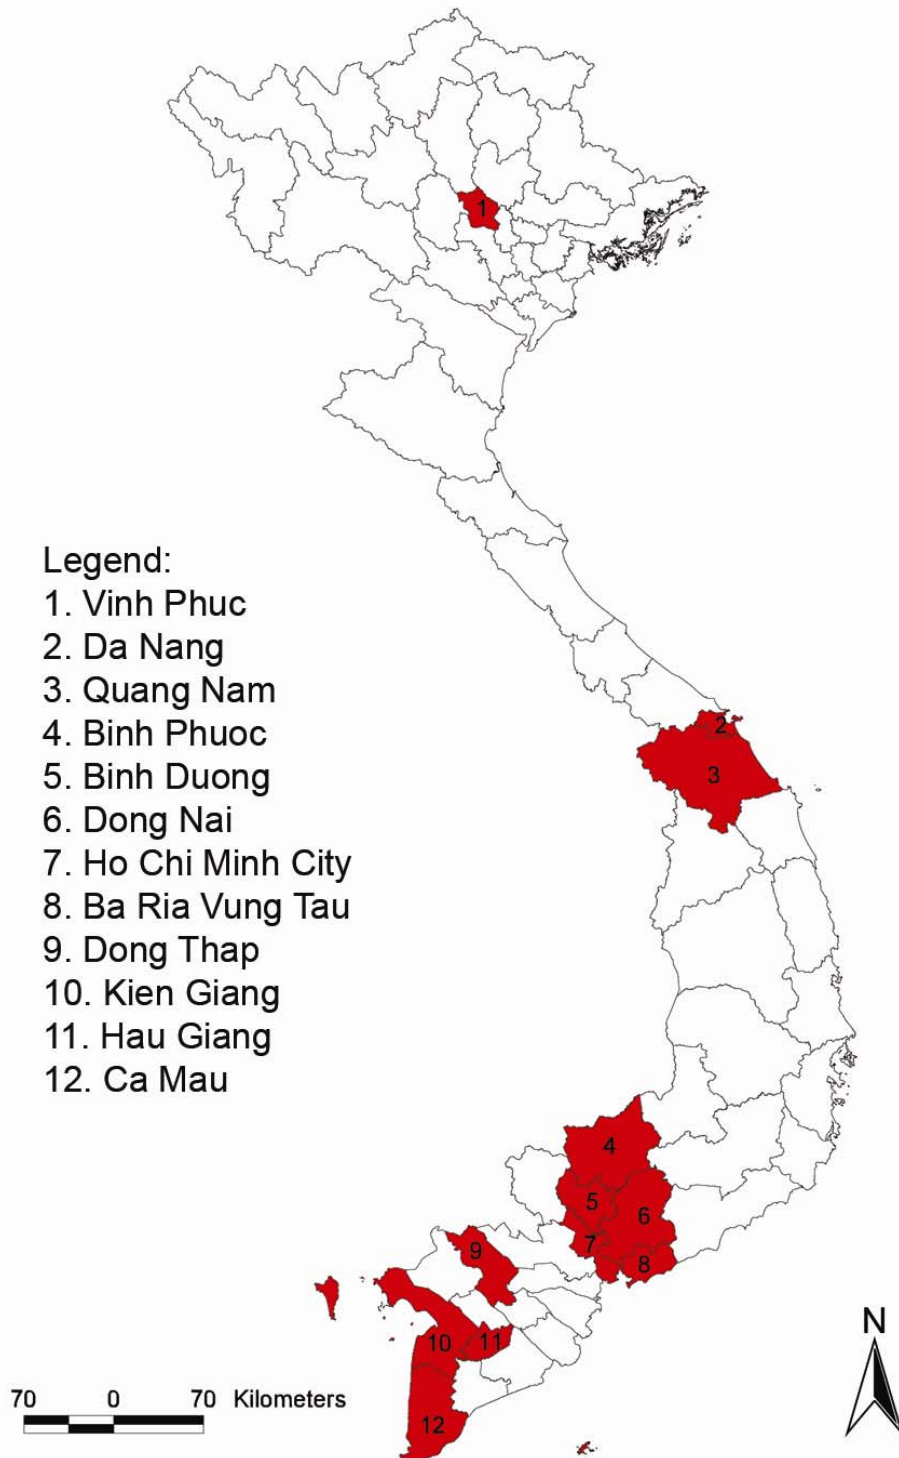 1
Legend:
1. Vinh Phuc
2. Da Nang
3. Quang Nam
4. Binh Phuoc
5. Binh Duong
6. Dong Nai
7. Ho Chi Minh City
8. Ba Ria Vung Tau
9. Dong Thap
10. Kien Giang
11. Hau Giang
12. Ca Mau
2
3
4
5
6
7
8
9
10
11
12
70 0 70 Kilometers
N